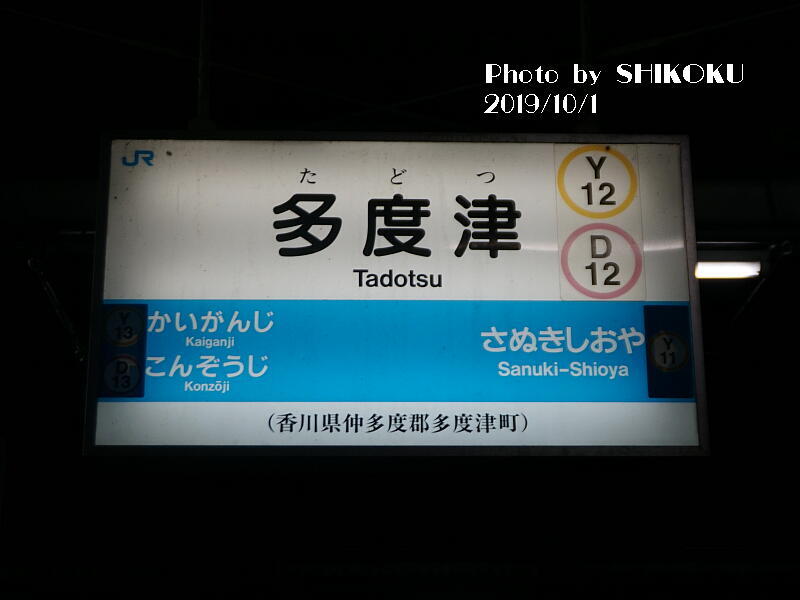 Photo by SHIKOKU
2019/10/1
JR
たどつ
多度津
Tadotsu
Y
12
D
12
かいがんじ
Kaiganji
こんぞうじ
Konzōji
Y
13
D
13
さぬきしおや
Sanuki-Shioya
Y
11
(香川県仲多度郡多度津町)